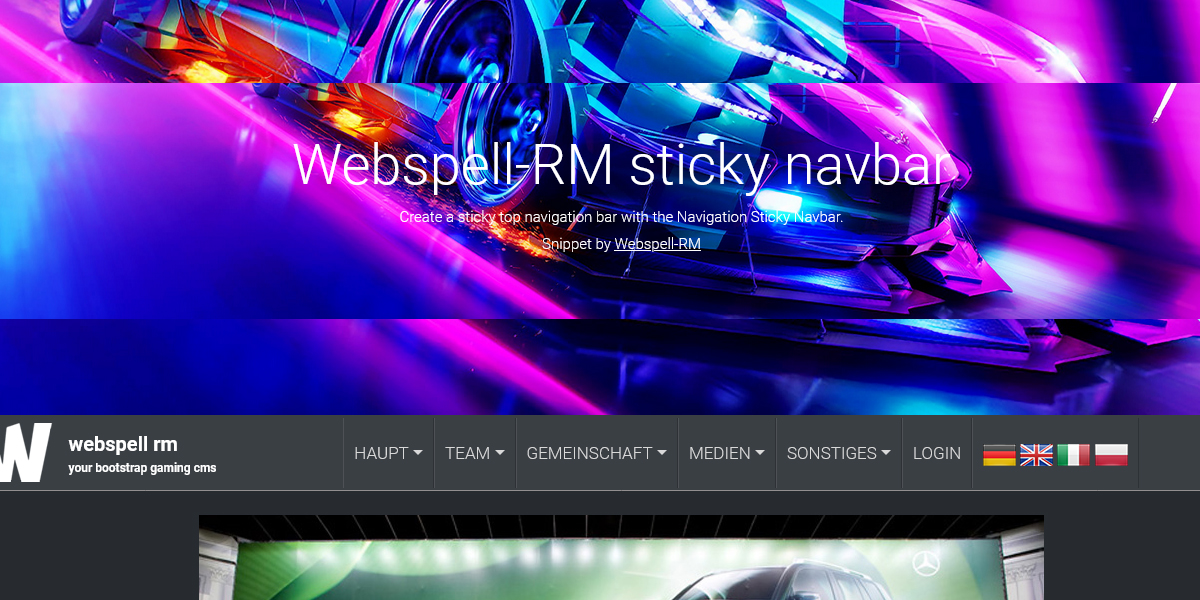 Webspell-RM sticky navbar
Create a sticky top navigation bar with the Navigation Sticky Navbar.
Snippet by Webspell-RM
W
webspell rm
your bootstrap gaming cms
HAUPT TEAM GEMEINSCHAFT MEDIEN SONSTIGES LOGIN